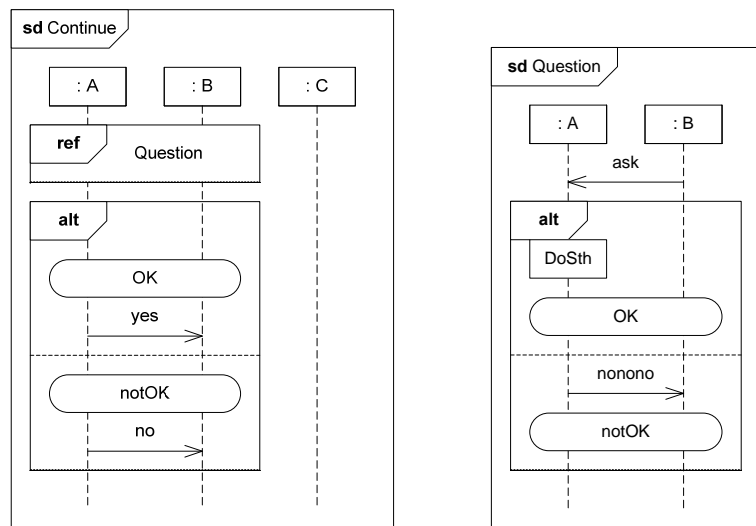 sd Continue
: A
: B
: C
ref
Question
alt
OK
yes
notOK
no
sd Question
: A
: B
ask
alt
DoSth
OK
nonono
notOK